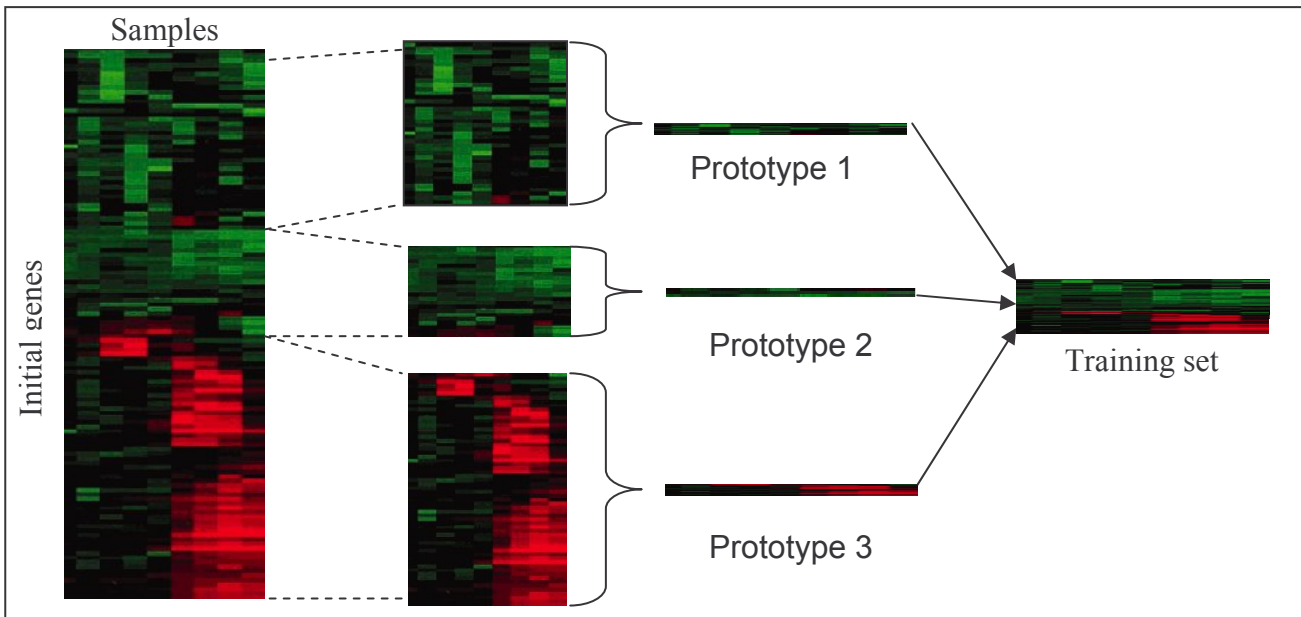 Samples
Initial genes
Prototype 1
Prototype 2
Prototype 3
Training set